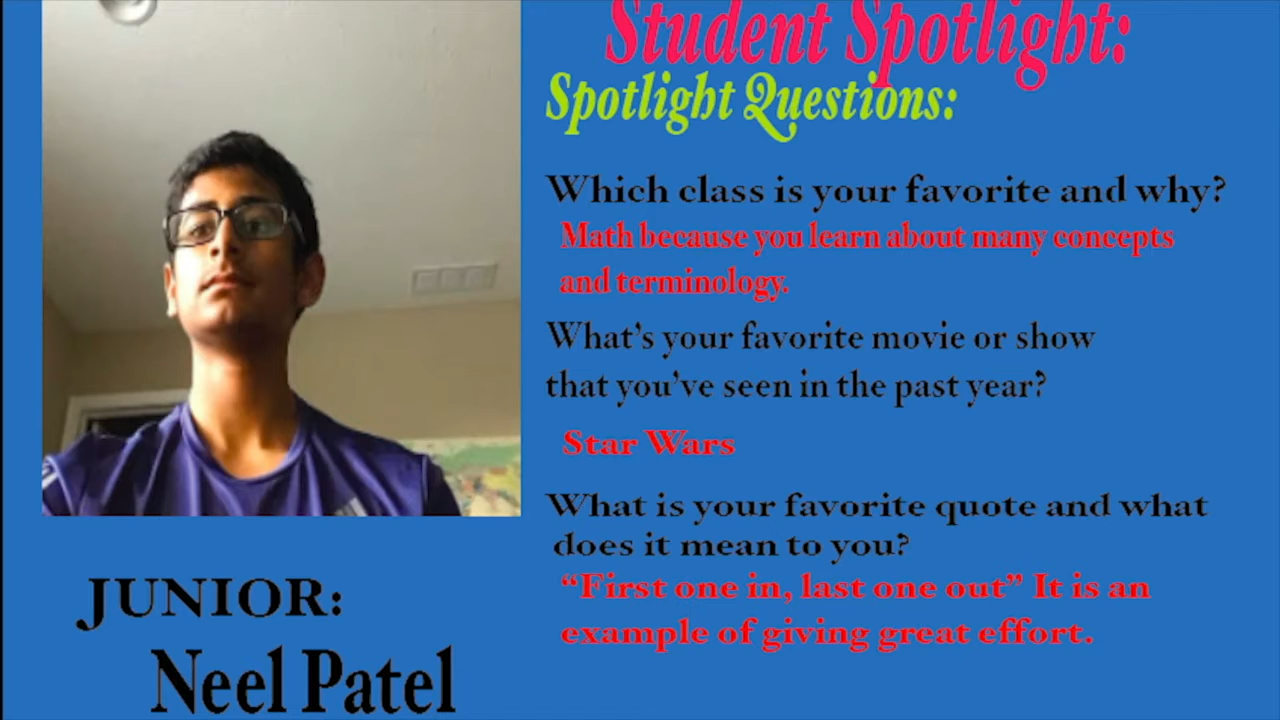 Student Spotlight:
Spotlight Questions:
Which class is your favorite and why?
Math because you learn about many concepts
and terminology.
What's your favorite movie or show
that you've seen in the past year?
Star Wars
What is your favorite quote and what
does it mean to you?
“First one in, last one out” It is an
example of giving great effort.
JUNIOR:
Neel Patel